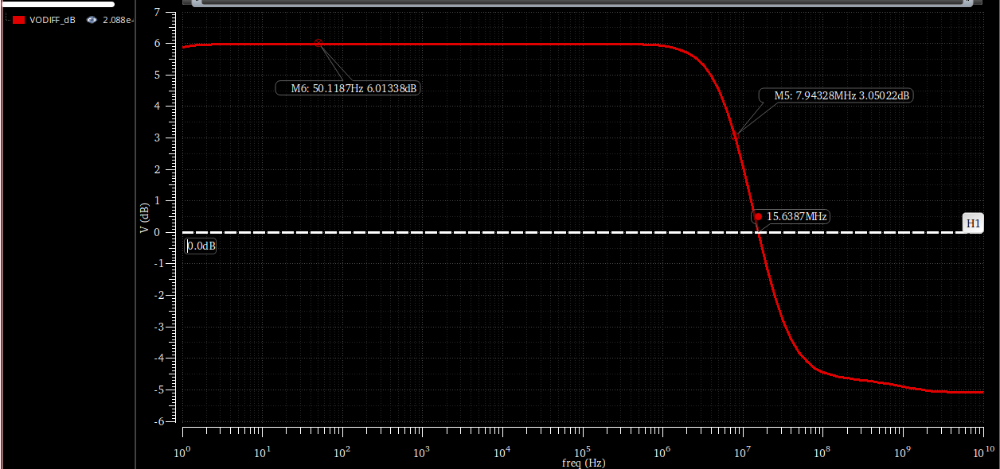 VODIFF_dB 2.088e-
7
6
5
4
3
2
1
0
-1
-2
-3
-4
-5
-6
V (dB)
M6: 50.1187Hz 6.01338dB
M5: 7.94328MHz 3.05022dB
15.6387MHz
H1
0.0dB
10^0 10^1 10^2 10^3 10^4 10^5 10^6 10^7 10^8 10^9 10^10
freq (Hz)